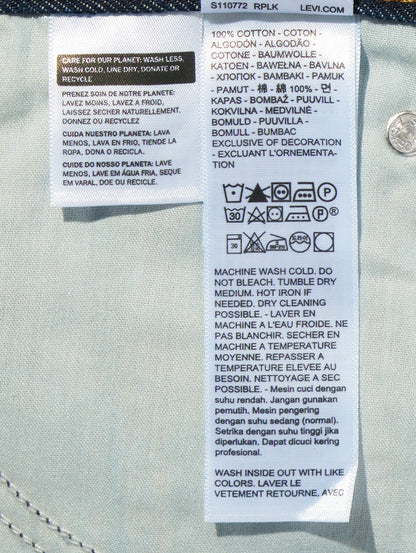 S110772 RPLK LEVI.COM
CARE FOR OUR PLANET: WASH LESS,
WASH COLD, LINE DRY, DONATE OR
RECYCLE
PRENEZ SOIN DE NOTRE PLANETE:
LAVEZ MOINS, LAVEZ A FROID,
LAISSEZ SECHER NATURELLEMENT.
DONNEZ OU RECYCLEZ
CUIDA NUESTRO PLANETA: LAVA
MENOS, LAVA EN FRIO, TIENDE LA
ROPA, DONA O RECICLA.
CUIDE DO NOSSO PLANETA: LAVE
MENOS, LAVE EM ÁGUA FRIA, SEQUE
EM VARAL, DOE OU RECICLE.
100% COTTON - COTON -
ALGODÓN - ALGODÃO -
COTONE - BAUMWOLLE -
KATOEN - BAWEŁNA - BAVLNA
- ΧΛΟΠΟΚ - ΒΑΜΒΑΚΙ - PAMUK
- PAMUT - 棉 綿 100% - 면 -
KAPAS - BOMBAŽ - PUUVILL -
KOKVILNA - MEDVILNĖ -
BOMULD - PUUVILLA -
BOMULL - BUMBAC
EXCLUSIVE OF DECORATION
- EXCLUANT L'ORNEMENTA-
TION
P
30 P
30
MACHINE WASH COLD. DO
NOT BLEACH. TUMBLE DRY
MEDIUM. HOT IRON IF
NEEDED. DRY CLEANING
POSSIBLE. - LAVER EN
MACHINE A L'EAU FROIDE. NE
PAS BLANCHIR. SECHER EN
MACHINE A TEMPERATURE
MOYENNE. REPASSER A
TEMPERATURE ELEVEE AU
BESOIN. NETTOYAGE A SEC
POSSIBLE. - Mesin cuci dengan
suhu rendah. Jangan gunakan
pemutih. Mesin pengering
dengan suhu sedang (normal).
Setrika dengan suhu tinggi jika
diperlukan. Dapat dicuci kering
profesional.
WASH INSIDE OUT WITH LIKE
COLORS. LAVER LE
VETEMENT RETOURNE, AVEC